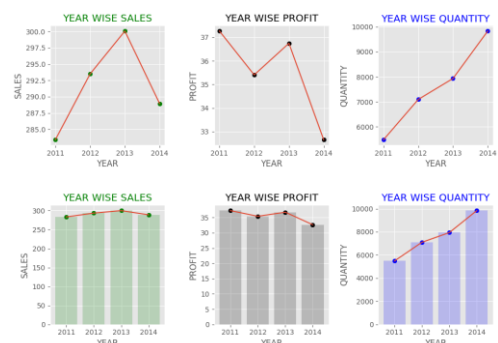 YEAR WISE SALES
300.0
297.5
295.0
292.5
290.0
287.5
285.0
SALES
2011 2012 2013 2014
YEAR
YEAR WISE PROFIT
37
36
35
34
33
PROFIT
2011 2012 2013 2014
YEAR
YEAR WISE QUANTITY
10000
9000
8000
7000
6000
QUANTITY
2011 2012 2013 2014
YEAR
YEAR WISE SALES
300
250
200
150
100
50
0
SALES
2011 2012 2013 2014
YEAR
YEAR WISE PROFIT
35
30
25
20
15
10
5
0
PROFIT
2011 2012 2013 2014
YEAR
YEAR WISE QUANTITY
10000
8000
6000
4000
2000
0
QUANTITY
2011 2012 2013 2014
YEAR